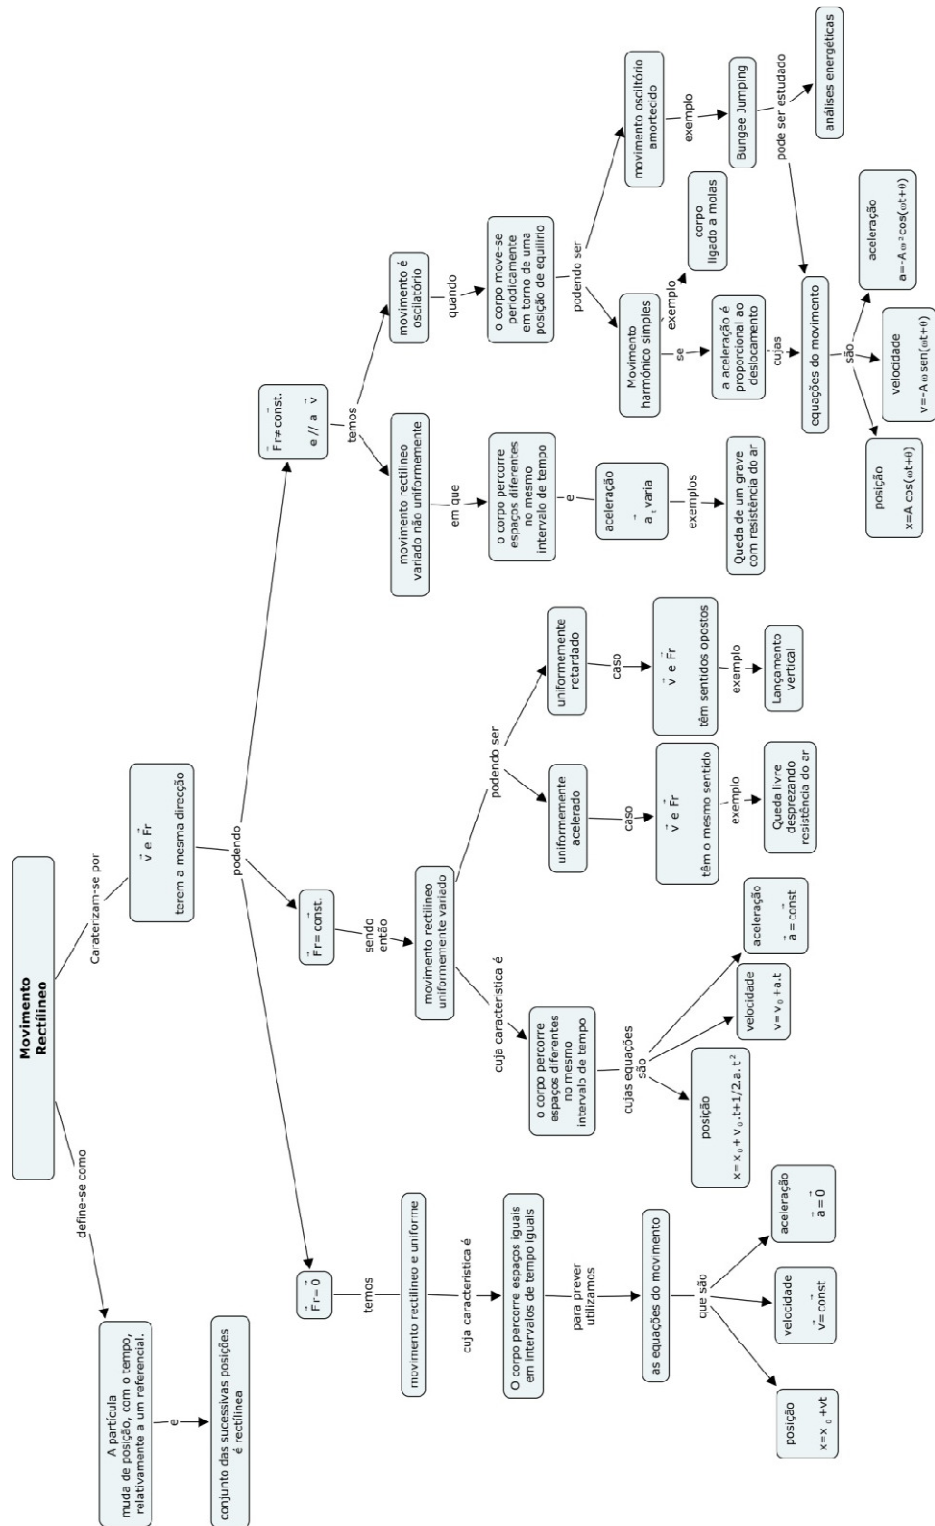 Movimento
Rectilíneo
define-se como
A partícula
muda de posição, com o tempo,
relativamente a um referencial.
e
conjunto das sucessivas posições
é rectilínea
Caraterizam-se por
v e Fr
terem a mesma direcção
podendo
Fr=0
temos
movimento rectilíneo e uniforme
cuja característica é
O corpo percorre espaços iguais
em intervalos de tempo iguais
para prever
utilizamos
as equações do movimento
que são
posição
x=x₀+vt
velocidade
v=const
aceleração
a=0
Fr=const.
sendo
então
movimento rectilíneo
uniformemente variado
cuja característica é
o corpo percorre
espaços diferentes
no mesmo
intervalo de tempo
cujas equações
são
posição
x=x₀+v₀.t+1/2.a.t²
velocidade
v=v₀+a.t
aceleração
a=const
podendo ser
uniformemente
acelerado
caso
v e Fr
têm o mesmo sentido
exemplo
Queda livre
desprezando
resistência do ar
uniformemente
retardado
caso
v e Fr
têm sentidos opostos
exemplo
Lançamento
vertical
Fr≠const.
e // a v
temos
movimento rectilíneo
variado não uniformemente
em que
o corpo percorre
espaços diferentes
no mesmo
intervalo de tempo
e
aceleração
a t varia
exemplos
Queda de um grave
com resistência do ar
movimento é
oscilatório
quando
o corpo move-se
periodicamente
em torno de uma
posição de equilírio
podendo ser
Movimento
harmónico simples
se
a aceleração é
proporcional ao
deslocamento
cujas
equações do movimento
são
posição
x=A cos(ωt+θ)
velocidade
v=-Aω sen(ωt+θ)
aceleração
a=-Aω²cos(ωt+θ)
exemplo
corpo
ligado a molas
movimento osciltório
amortecido
exemplo
Bungee Jumping
pode ser estudado
análises energéticas